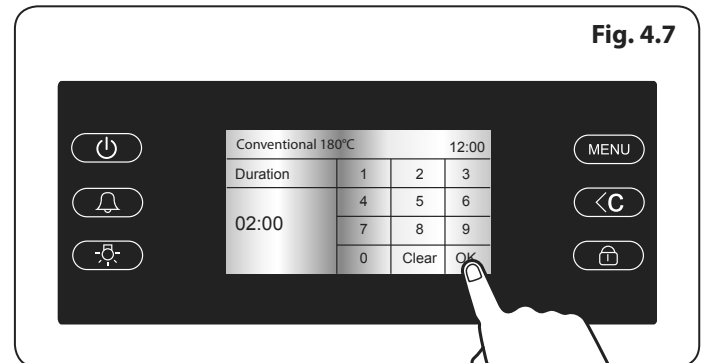 Fig. 4.7
Conventional 180°C 12:00
Duration 1 2 3
4 5 6
02:00
7 8 9
0 Clear OK
MENU
<C